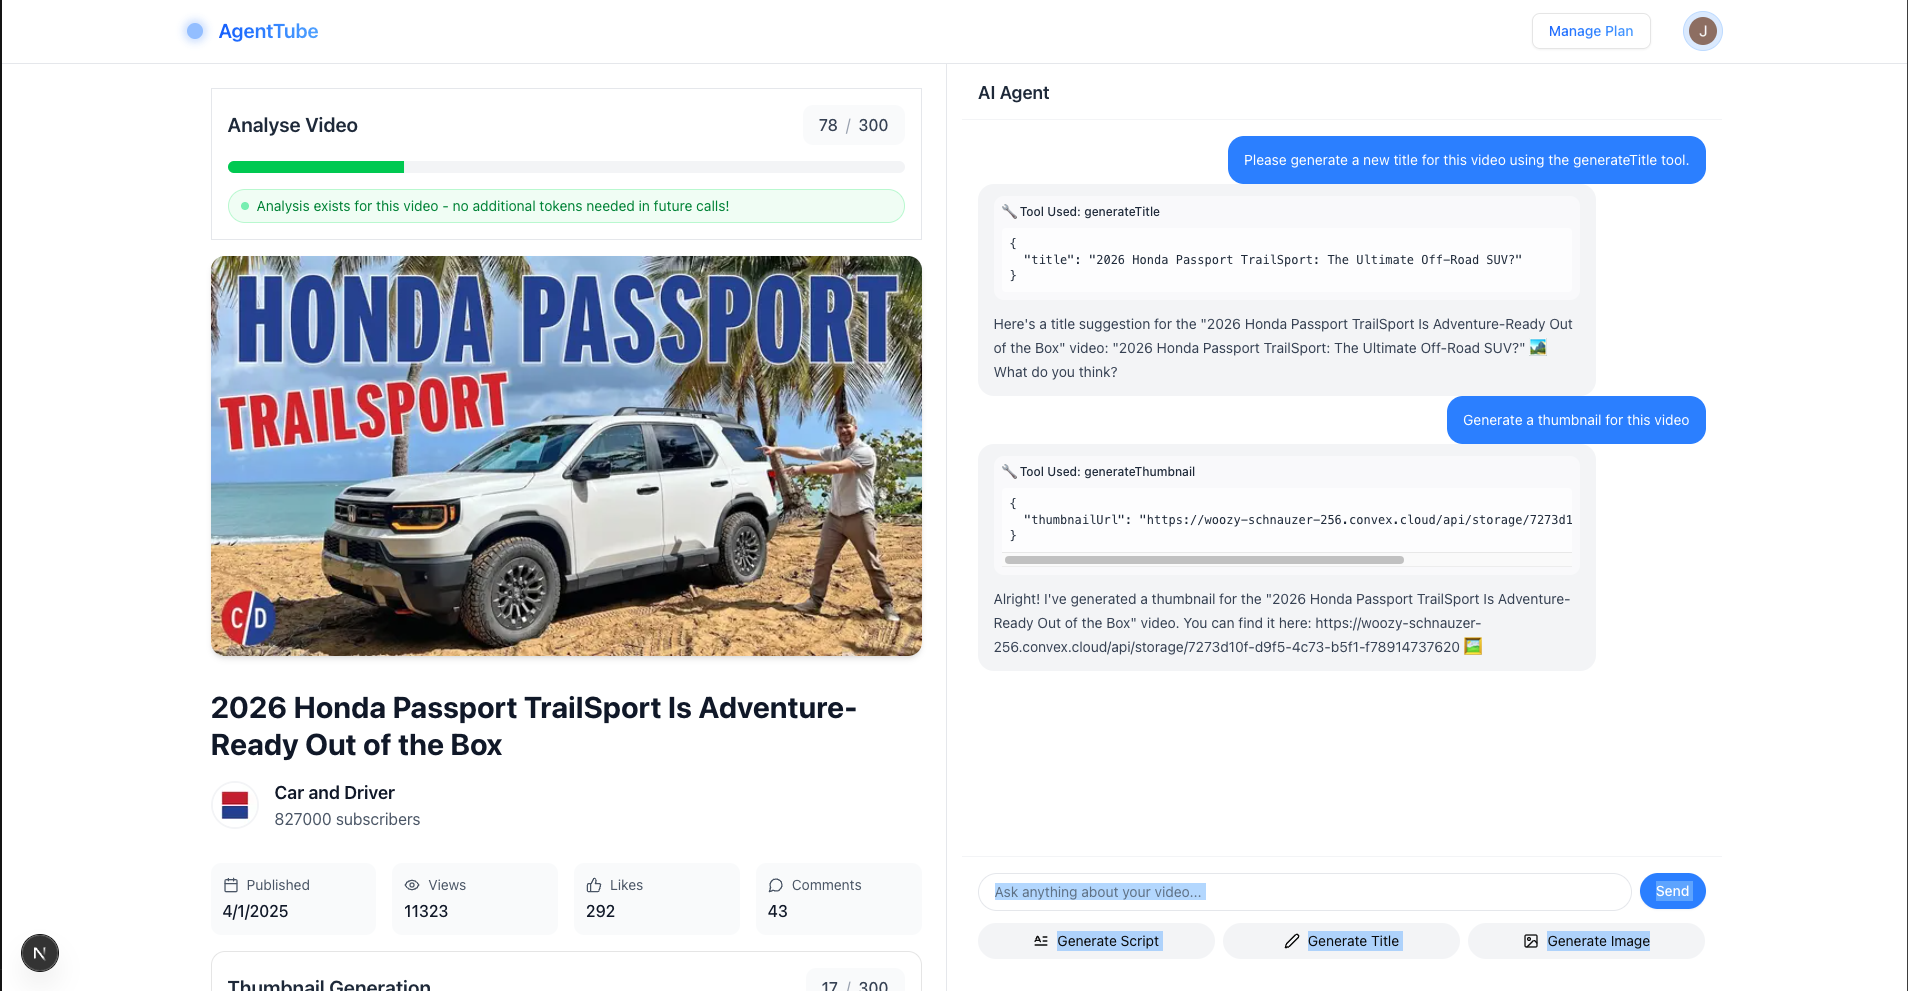 AgentTube
Manage Plan
J
Analyse Video
78 / 300
Analysis exists for this video - no additional tokens needed in future calls!
HONDA PASSPORT
TRAILSPORT
C/D
2026 Honda Passport TrailSport Is Adventure-
Ready Out of the Box
Car and Driver
827000 subscribers
Published
4/1/2025
Views
11323
Likes
292
Comments
43
Thumbnail Generation
17 / 300
N
AI Agent
Please generate a new title for this video using the generateTitle tool.
🔧 Tool Used: generateTitle
{
"title": "2026 Honda Passport TrailSport: The Ultimate Off-Road SUV?"
}
Here's a title suggestion for the "2026 Honda Passport TrailSport Is Adventure-Ready Out
of the Box" video: "2026 Honda Passport TrailSport: The Ultimate Off-Road SUV?" 🏞️
What do you think?
Generate a thumbnail for this video
🔧 Tool Used: generateThumbnail
{
"thumbnailUrl": "https://woozy-schnauzer-256.convex.cloud/api/storage/7273d1
}
Alright! I've generated a thumbnail for the "2026 Honda Passport TrailSport Is Adventure-
Ready Out of the Box" video. You can find it here: https://woozy-schnauzer-
256.convex.cloud/api/storage/7273d10f-d9f5-4c73-b5f1-f78914737620 🖼️
Ask anything about your video...
Send
Generate Script
Generate Title
Generate Image